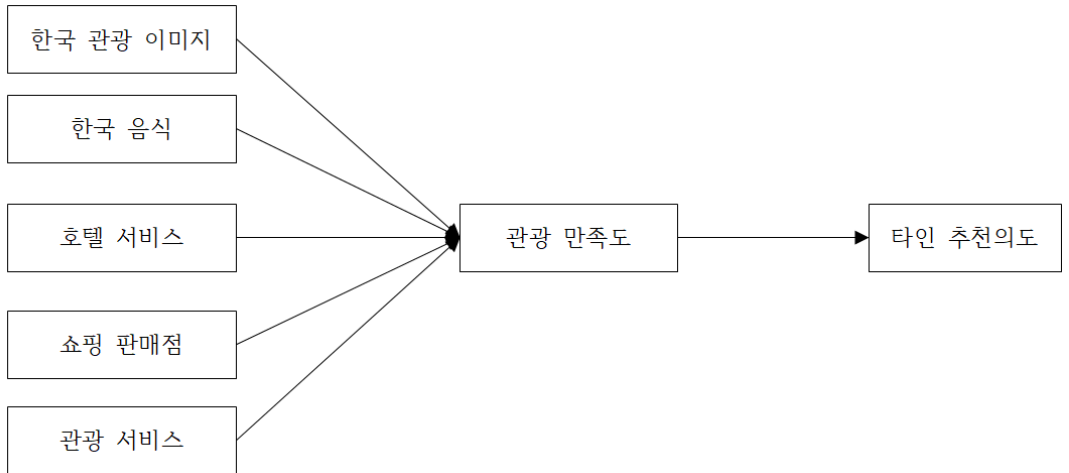 한국 관광 이미지
한국 음식
호텔 서비스
쇼핑 판매점
관광 서비스
관광 만족도
타인 추천의도